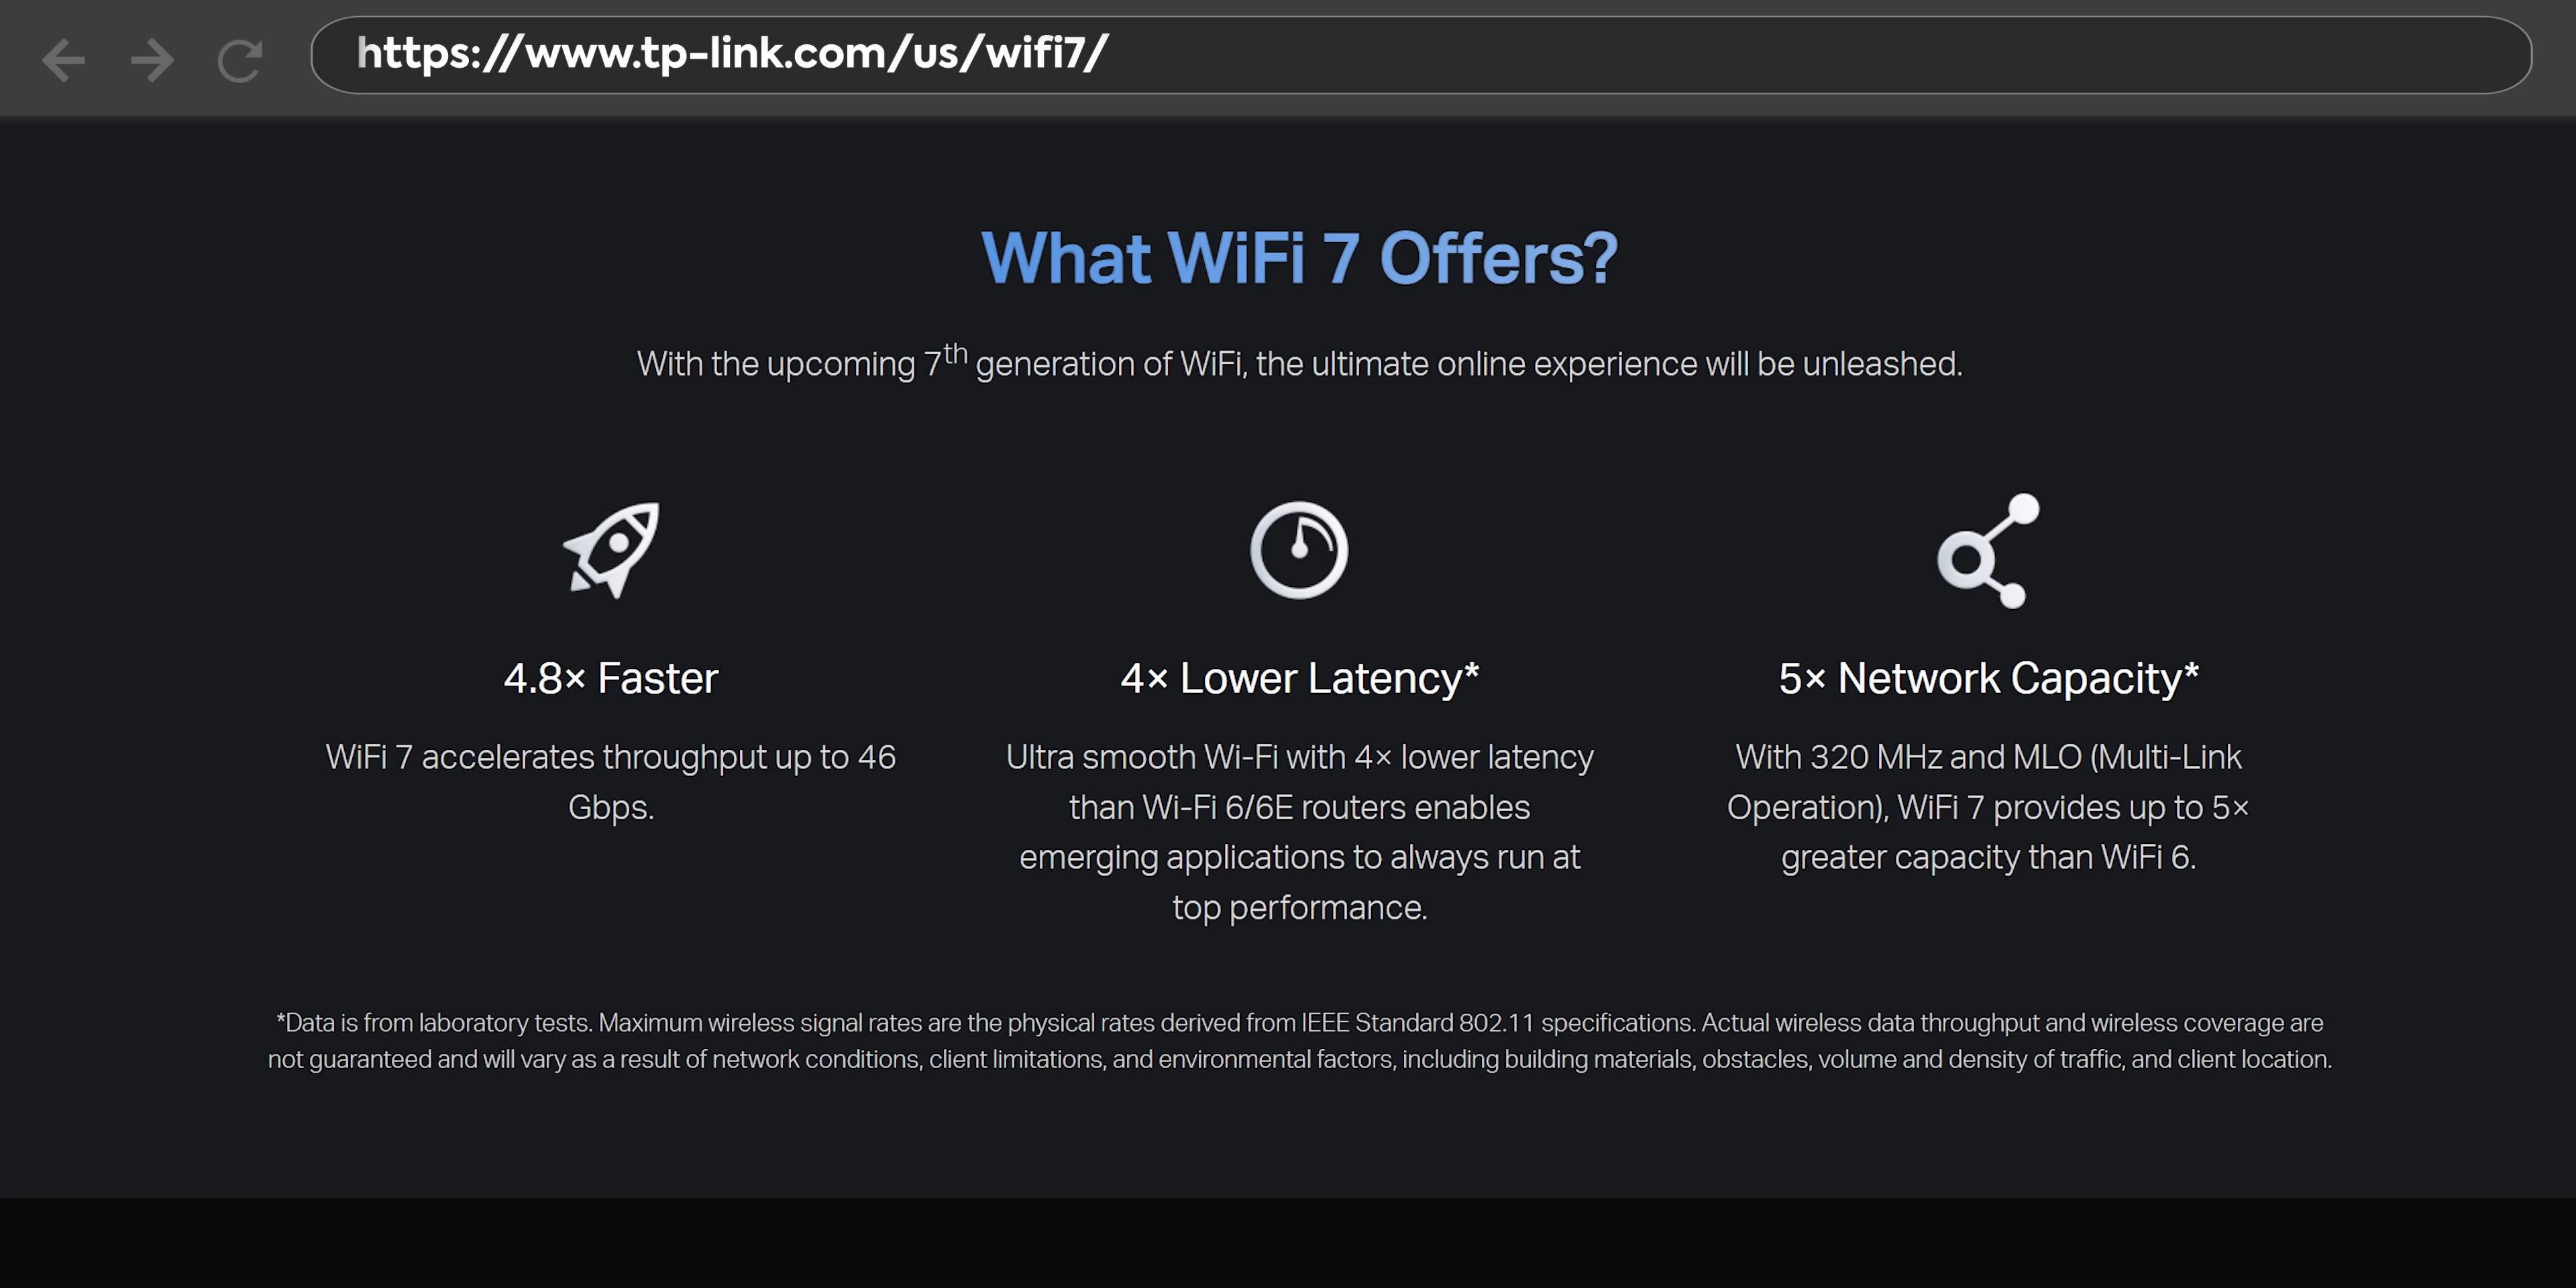 https://www.tp-link.com/us/wifi7/
What WiFi 7 Offers?
With the upcoming 7th generation of WiFi, the ultimate online experience will be unleashed.
4.8× Faster
WiFi 7 accelerates throughput up to 46
Gbps.
4× Lower Latency*
Ultra smooth Wi-Fi with 4× lower latency
than Wi-Fi 6/6E routers enables
emerging applications to always run at
top performance.
5× Network Capacity*
With 320 MHz and MLO (Multi-Link
Operation), WiFi 7 provides up to 5×
greater capacity than WiFi 6.
*Data is from laboratory tests. Maximum wireless signal rates are the physical rates derived from IEEE Standard 802.11 specifications. Actual wireless data throughput and wireless coverage are
not guaranteed and will vary as a result of network conditions, client limitations, and environmental factors, including building materials, obstacles, volume and density of traffic, and client location.